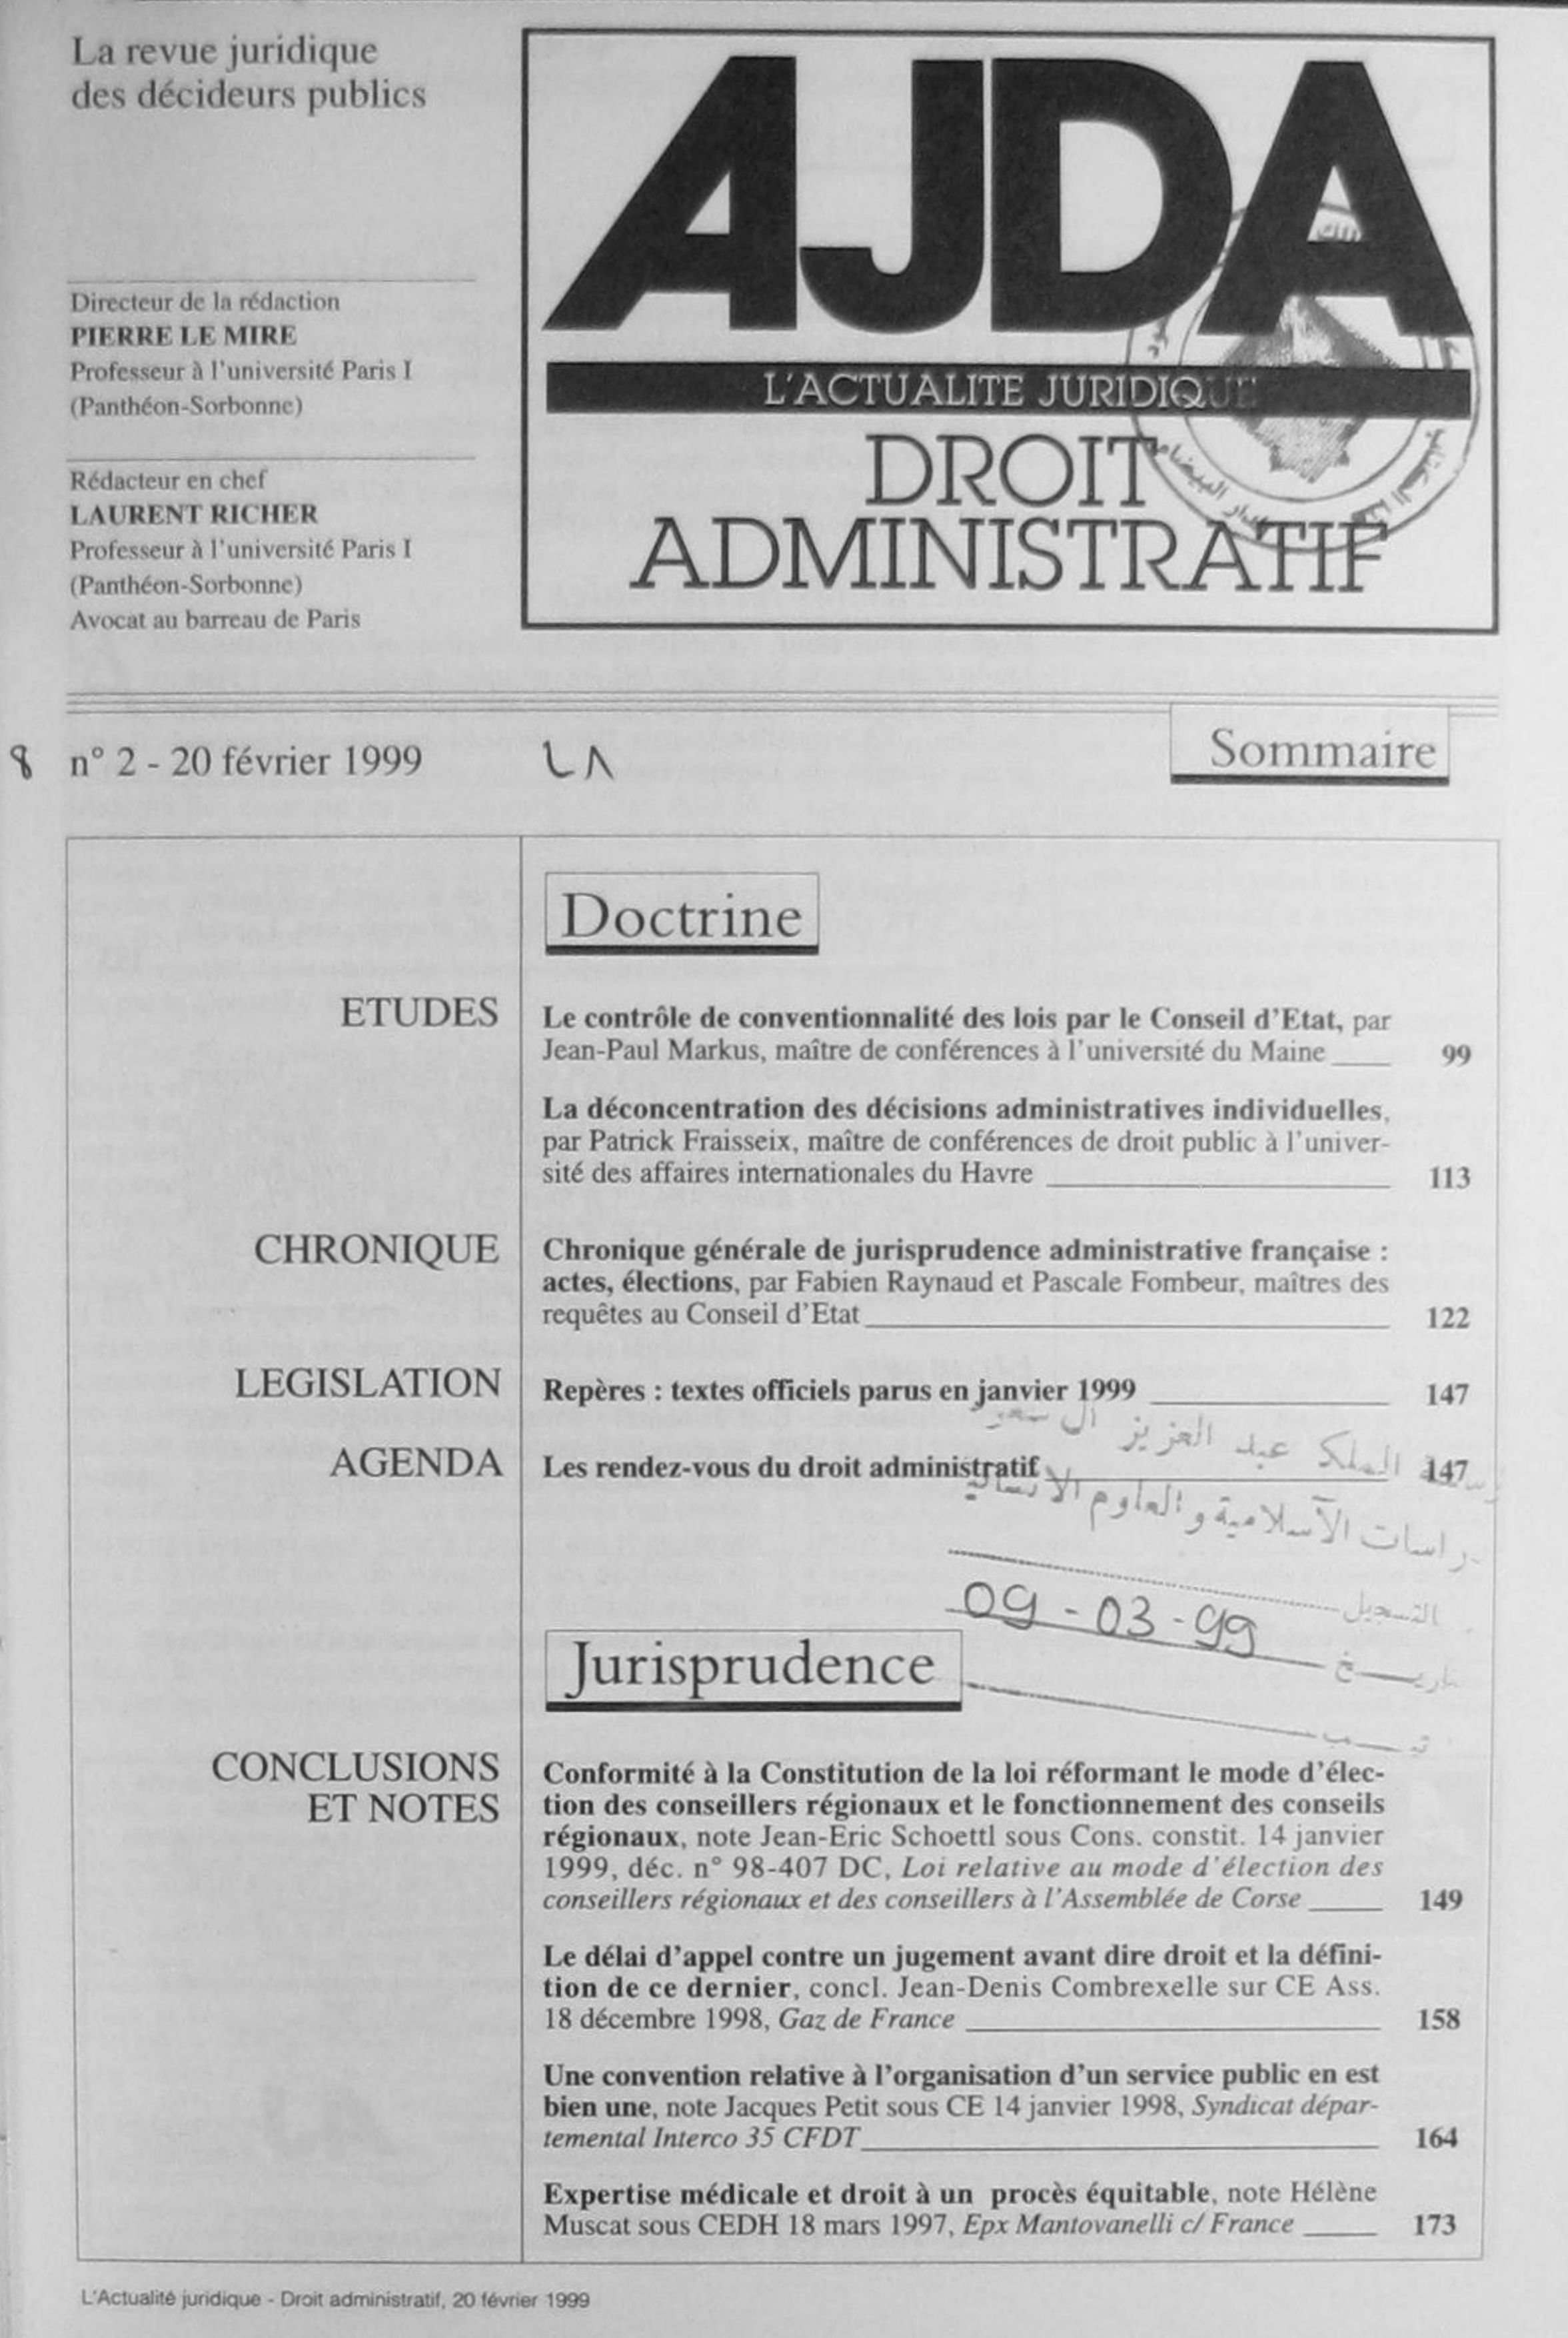 La revue juridique
des décideurs publics
Directeur de la rédaction
PIERRE LE MIRE
Professeur à l'université Paris I
(Panthéon-Sorbonne)
Rédacteur en chef
LAURENT RICHER
Professeur à l'université Paris I
(Panthéon-Sorbonne)
Avocat au barreau de Paris
AJDA
L'ACTUALITE JURIDIQUE
DROIT
ADMINISTRATIF
الدار البيضاء
8 n° 2 - 20 février 1999
Sommaire
Doctrine
ETUDES
Le contrôle de conventionnalité des lois par le Conseil d'Etat, par
Jean-Paul Markus, maître de conférences à l'université du Maine 99
La déconcentration des décisions administratives individuelles,
par Patrick Fraisseix, maître de conférences de droit public à l'univer-
sité des affaires internationales du Havre 113
CHRONIQUE
Chronique générale de jurisprudence administrative française :
actes, élections, par Fabien Raynaud et Pascale Fombeur, maîtres des
requêtes au Conseil d'Etat 122
LEGISLATION
Repères : textes officiels parus en janvier 1999 147
AGENDA
Les rendez-vous du droit administratif 147
الملك عبد العزيز آل سعود
راسات الآسلامية و العلوم الانسانية
التسجيل
09-03-99
تاريخ
Jurisprudence
CONCLUSIONS
ET NOTES
Conformité à la Constitution de la loi réformant le mode d'élec-
tion des conseillers régionaux et le fonctionnement des conseils
régionaux, note Jean-Eric Schoettl sous Cons. constit. 14 janvier
1999, déc. n° 98-407 DC, Loi relative au mode d'élection des
conseillers régionaux et des conseillers à l'Assemblée de Corse 149
Le délai d'appel contre un jugement avant dire droit et la défini-
tion de ce dernier, concl. Jean-Denis Combrexelle sur CE Ass.
18 décembre 1998, Gaz de France 158
Une convention relative à l'organisation d'un service public en est
bien une, note Jacques Petit sous CE 14 janvier 1998, Syndicat dépar-
temental Interco 35 CFDT 164
Expertise médicale et droit à un procès équitable, note Hélène
Muscat sous CEDH 18 mars 1997, Epx Mantovanelli c/ France 173
L'Actualité juridique - Droit administratif, 20 février 1999